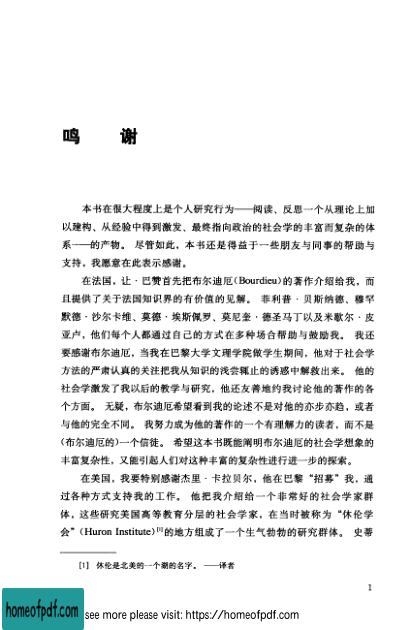 鸣 谢
本书在很大程度上是个人研究行为——阅读、反思一个从理论上加
以建构、从经验中得到激发、最终指向政治的社会学的丰富而复杂的体
系——的产物。 尽管如此，本书还是得益于一些朋友与同事的帮助与
支持，我愿意在此表示感谢。
在法国，让·巴赞首先把布尔迪厄(Bourdieu)的著作介绍给我，而
且提供了关于法国知识界的有价值的见解。 菲利普·贝斯纳德、穆罕
默德·沙尔卡维、莫德·埃斯佩罗、莫尼奎·德圣马丁以及米歇尔·皮
亚卢，他们每个人都通过自己的方式在多种场合帮助与鼓励我。 我还
要感谢布尔迪厄，当我在巴黎大学文理学院做学生期间，他对于社会学
方法的严肃认真的关注把我从知识的浅尝辄止的诱惑中解救出来。 他的
社会学激发了我以后的教学与研究，他还友善地约我讨论他的著作的各
个方面。 无疑，布尔迪厄希望看到我的论述不是对他的亦步亦趋，或者
与他的完全不同。 我努力成为他的著作的一个有理解力的读者，而不是
(布尔迪厄的)一个信徒。 希望这本书既能阐明布尔迪厄的社会学想象的
丰富复杂性，又能引起人们对这种丰富的复杂性进行进一步的探索。
在美国，我要特别感谢杰里·卡拉贝尔，他在巴黎“招募”我，通
过各种方式支持我的工作。 他把我介绍给一个非常好的社会学家群
体，这些研究美国高等教育分层的社会学家，在当时被称为“休伦学
会”（Huron Institute）[1]的地方组成了一个生气勃勃的研究群体。 史蒂
[1] 休伦是北美的一个湖的名字。 ——译者
1
homeofpdf.com
see more please visit: https://homeofpdf.com